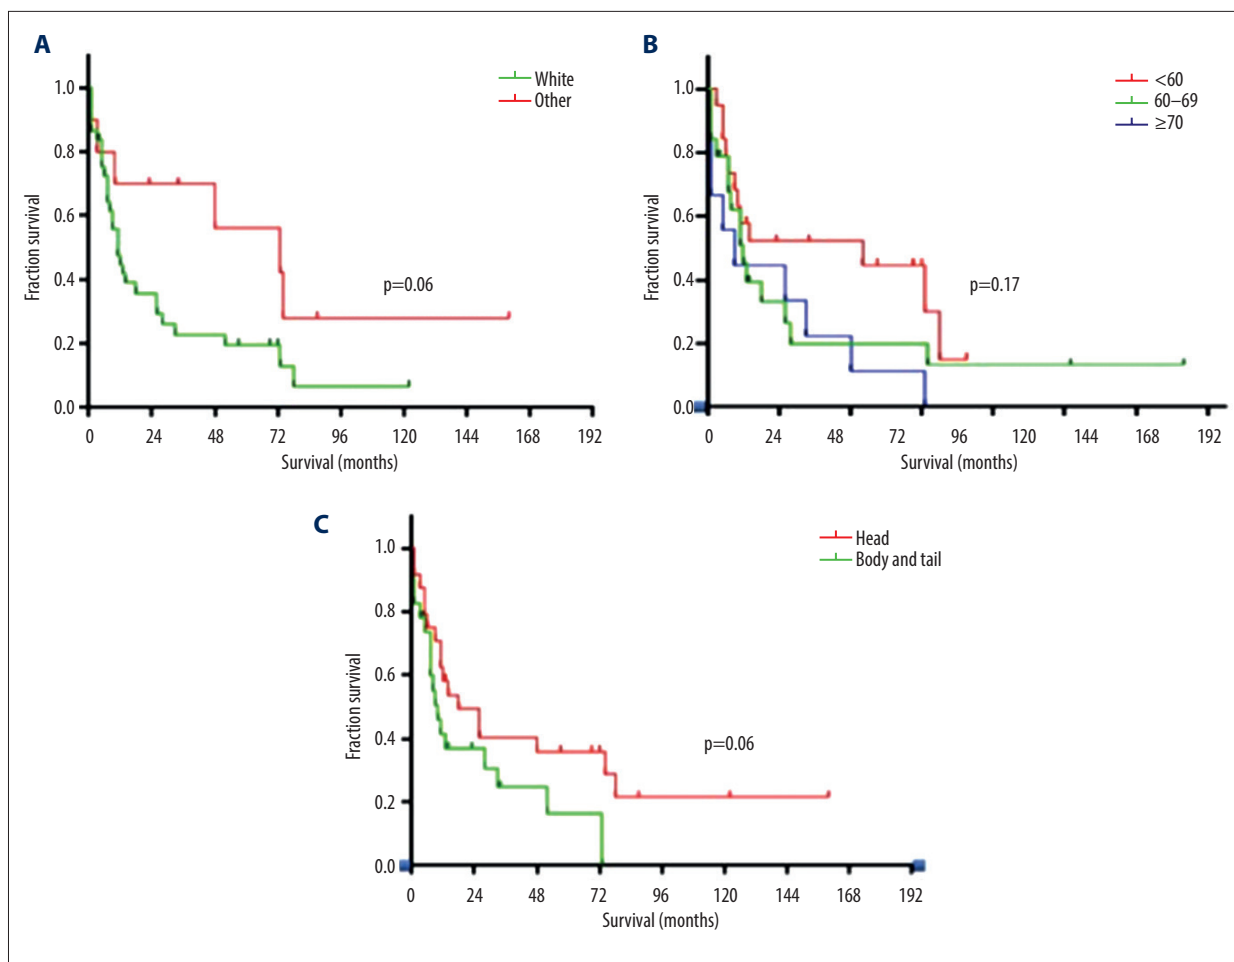 A
White
Other
1.0
0.8
0.6
0.4
0.2
0.0
Fraction survival
p=0.06
0 24 48 72 96 120 144 168 192
Survival (months)
B
<60
60–69
≥70
1.0
0.8
0.6
0.4
0.2
0.0
Fraction survival
p=0.17
0 24 48 72 96 120 144 168 192
Survival (months)
C
Head
Body and tail
1.0
0.8
0.6
0.4
0.2
0.0
Fraction survival
p=0.06
0 24 48 72 96 120 144 168 192
Survival (months)